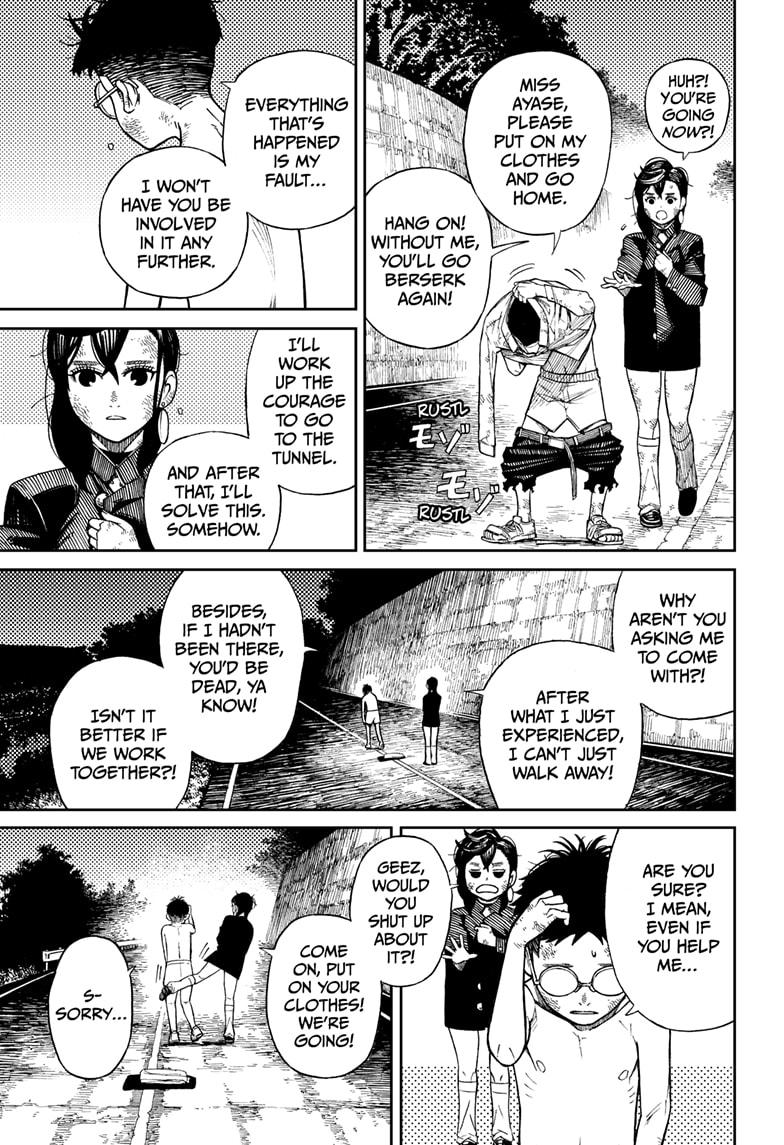 HUH?!
YOU'RE
GOING
NOW?!
MISS
AYASE,
PLEASE
PUT ON MY
CLOTHES
AND GO
HOME.
HANG ON!
WITHOUT ME,
YOU'LL GO
BERSERK
AGAIN!
RUSTL
モゾ
モゾ
RUSTL
EVERYTHING
THAT'S
HAPPENED
IS MY
FAULT...
I WON'T
HAVE YOU BE
INVOLVED
IN IT ANY
FURTHER.
I'LL
WORK
UP THE
COURAGE
TO GO
TO THE
TUNNEL.
AND AFTER
THAT, I'LL
SOLVE THIS.
SOMEHOW.
WHY
AREN'T YOU
ASKING ME
TO COME
WITH?!
AFTER
WHAT I JUST
EXPERIENCED,
I CAN'T JUST
WALK AWAY!
BESIDES,
IF I HADN'T
BEEN THERE,
YOU'D BE
DEAD, YA
KNOW!
ISN'T IT
BETTER IF
WE WORK
TOGETHER?!
ARE YOU
SURE?
I MEAN,
EVEN IF
YOU HELP
ME...
GEEZ,
WOULD
YOU
SHUT UP
ABOUT
IT?!
COME
ON, PUT
ON YOUR
CLOTHES!
WE'RE
GOING!
S-
SORRY...